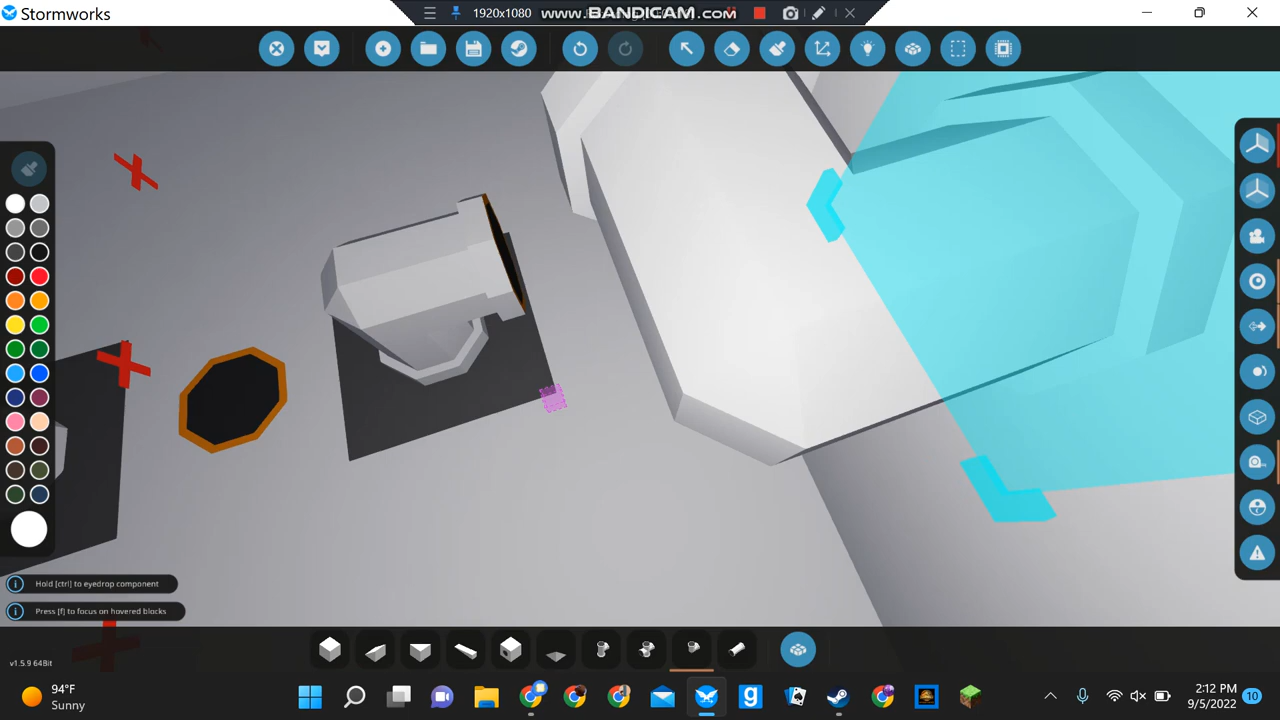 Stormworks
1920x1080
www.BANDICAM.com
Hold [ctrl] to eyedrop component
Press [f] to focus on hovered blocks
v1.5.9 64Bit
94°F
Sunny
2:12 PM
9/5/2022
10